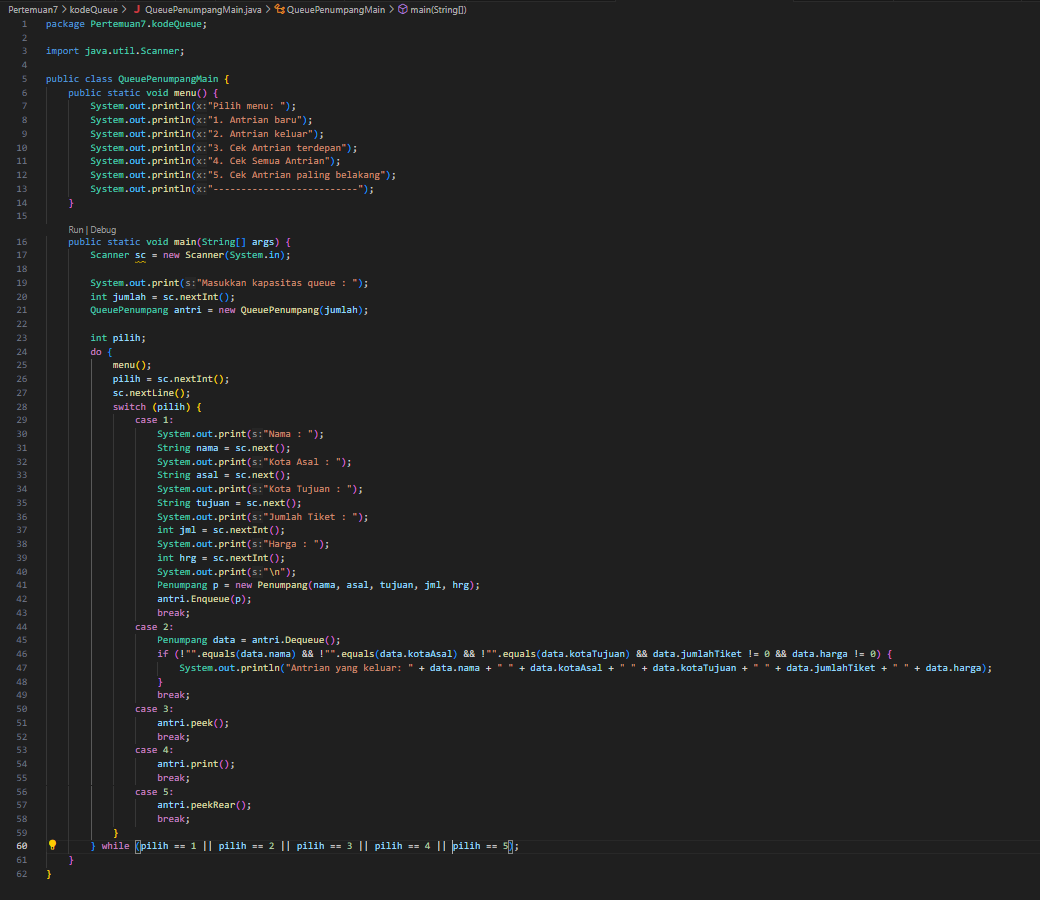 Pertemuan7 > kodeQueue > J QueuePenumpangMain.java > QueuePenumpangMain > main(String[])
1 package Pertemuan7.kodeQueue;
2
3 import java.util.Scanner;
4
5 public class QueuePenumpangMain {
6 public static void menu() {
7 System.out.println(x:"Pilih menu: ");
8 System.out.println(x:"1. Antrian baru");
9 System.out.println(x:"2. Antrian keluar");
10 System.out.println(x:"3. Cek Antrian terdepan");
11 System.out.println(x:"4. Cek Semua Antrian");
12 System.out.println(x:"5. Cek Antrian paling belakang");
13 System.out.println(x:"--------------------------");
14 }
15
Run | Debug
16 public static void main(String[] args) {
17 Scanner sc = new Scanner(System.in);
18
19 System.out.print(s:"Masukkan kapasitas queue : ");
20 int jumlah = sc.nextInt();
21 QueuePenumpang antri = new QueuePenumpang(jumlah);
22
23 int pilih;
24 do {
25 menu();
26 pilih = sc.nextInt();
27 sc.nextLine();
28 switch (pilih) {
29 case 1:
30 System.out.print(s:"Nama : ");
31 String nama = sc.next();
32 System.out.print(s:"Kota Asal : ");
33 String asal = sc.next();
34 System.out.print(s:"Kota Tujuan : ");
35 String tujuan = sc.next();
36 System.out.print(s:"Jumlah Tiket : ");
37 int jml = sc.nextInt();
38 System.out.print(s:"Harga : ");
39 int hrg = sc.nextInt();
40 System.out.print(s:"\n");
41 Penumpang p = new Penumpang(nama, asal, tujuan, jml, hrg);
42 antri.Enqueue(p);
43 break;
44 case 2:
45 Penumpang data = antri.Dequeue();
46 if (!"".equals(data.nama) && !"".equals(data.kotaAsal) && !"".equals(data.kotaTujuan) && data.jumlahTiket != 0 && data.harga != 0) {
47 System.out.println("Antrian yang keluar: " + data.nama + " " + data.kotaAsal + " " + data.kotaTujuan + " " + data.jumlahTiket + " " + data.harga);
48 }
49 break;
50 case 3:
51 antri.peek();
52 break;
53 case 4:
54 antri.print();
55 break;
56 case 5:
57 antri.peekRear();
58 break;
59 }
60 } while (pilih == 1 || pilih == 2 || pilih == 3 || pilih == 4 || pilih == 5);
61 }
62 }